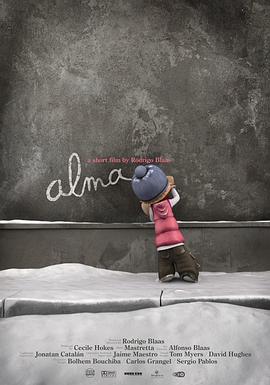 a short film by Rodrigo Blaas
alma
Rodrigo Blaas
Cecile Hokes Mastretta Alfonso Blaas
Jonatan Catalán Jaime Maestro Tom Myers David Hughes
Bolhem Bouchiba Carlos Grangel Sergio Pablos